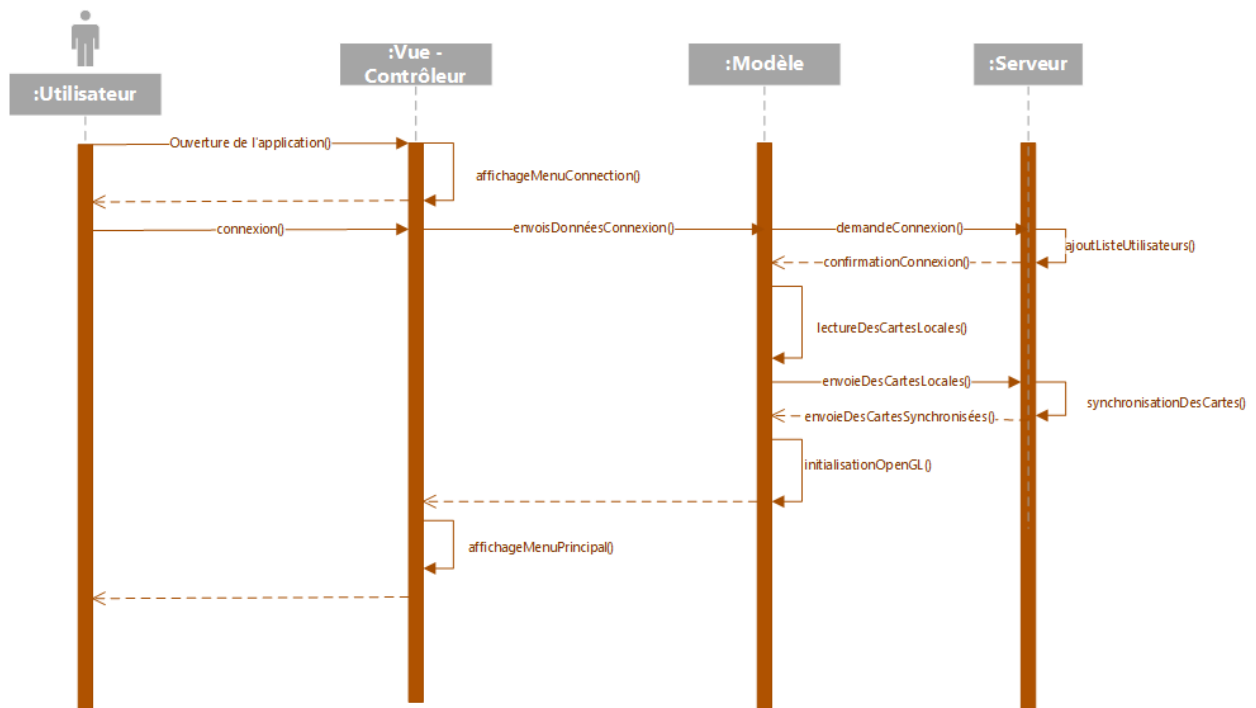 :Utilisateur
:Vue -
Contrôleur
:Modèle
:Serveur
Ouverture de l'application()
affichageMenuConnection()
connexion()
envoisDonnéesConnexion()
demandeConnexion()
ajoutListeUtilisateurs()
confirmationConnexion()
lectureDesCartesLocales()
envoieDesCartesLocales()
synchronisationDesCartes()
envoieDesCartesSynchronisées()
initialisationOpenGL()
affichageMenuPrincipal()